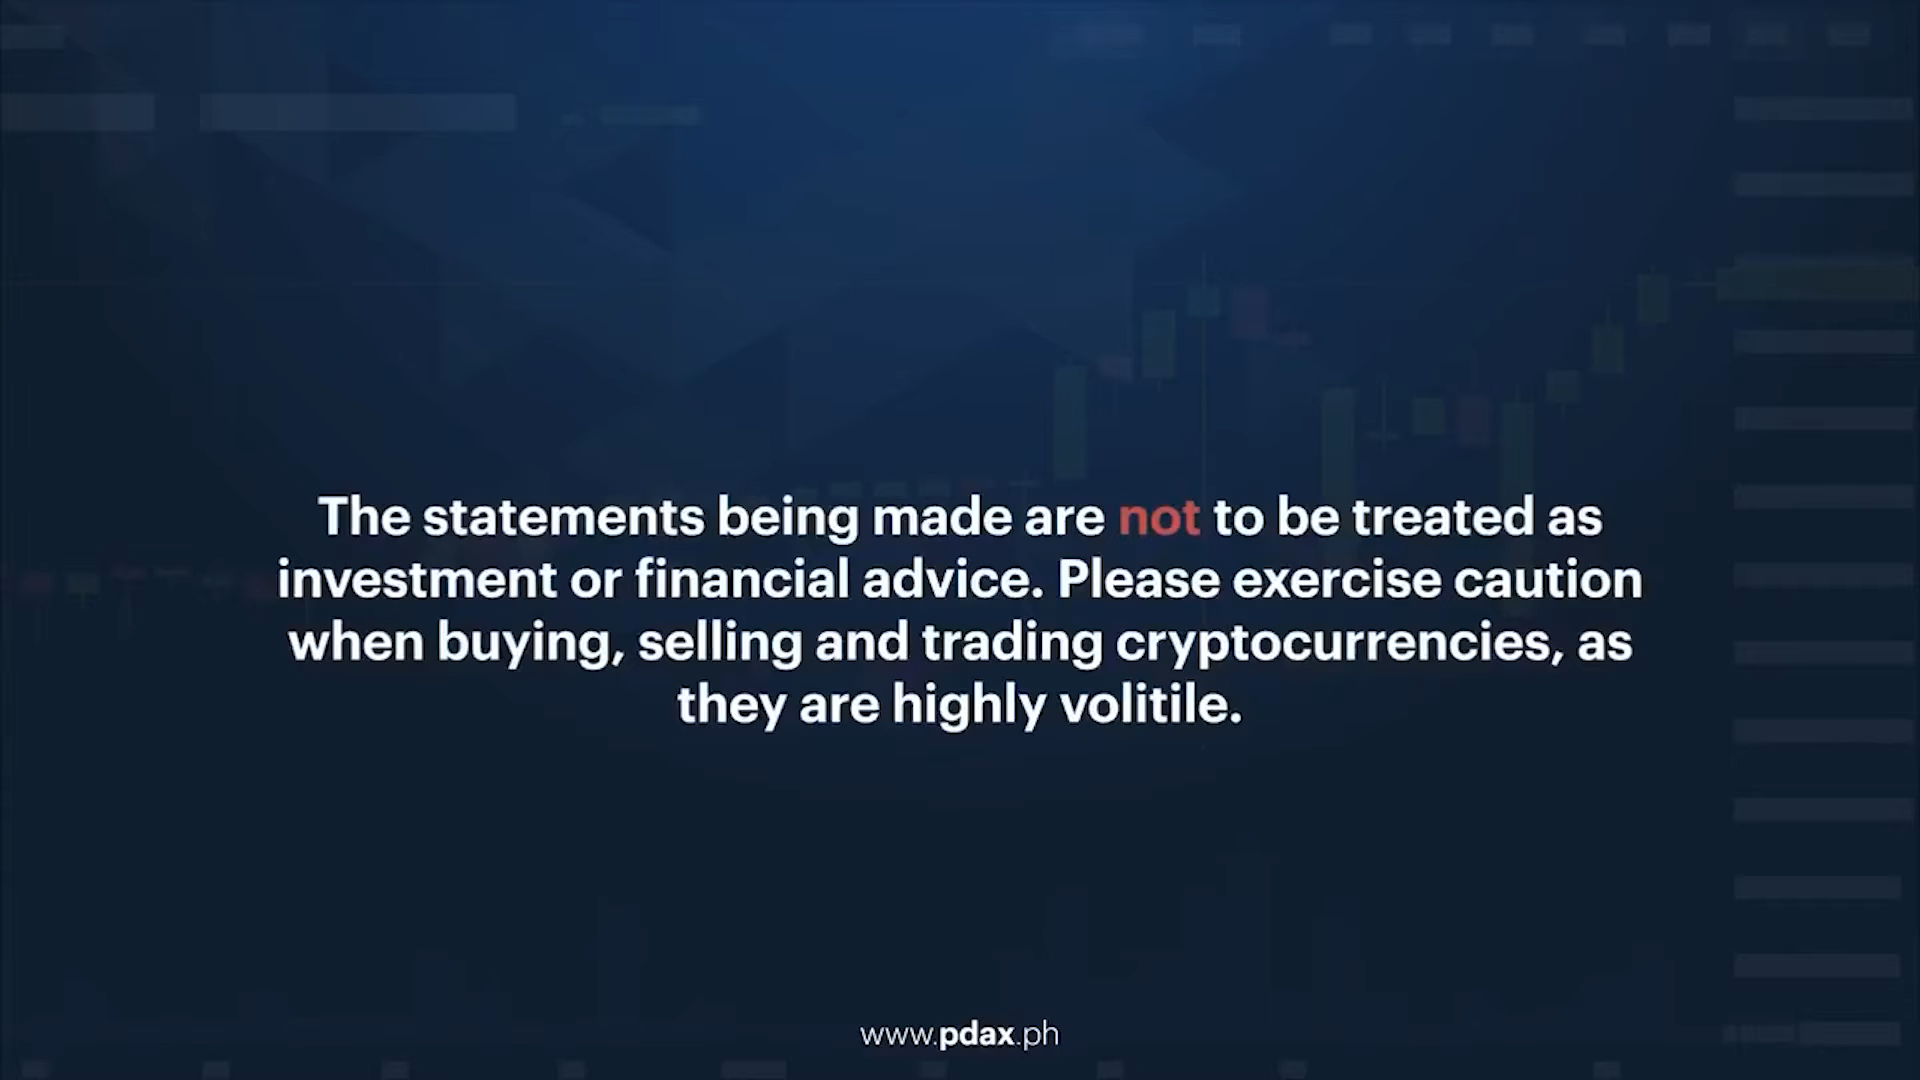 The statements being made are not to be treated as
investment or financial advice. Please exercise caution
when buying, selling and trading cryptocurrencies, as
they are highly volitile.
www.pdax.ph